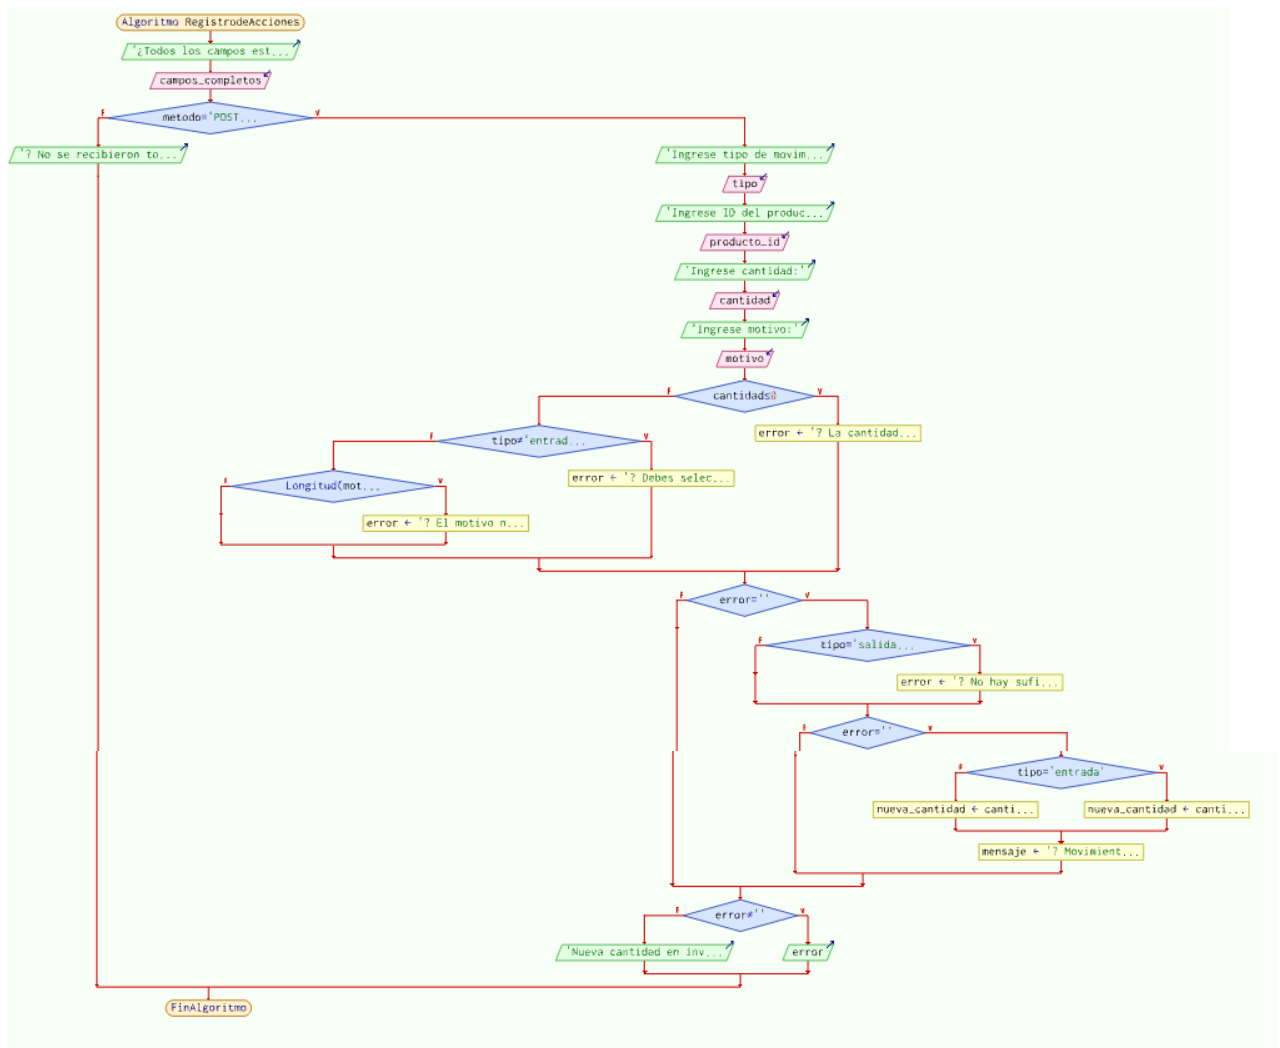 Algoritmo RegistrodeAcciones
'¿Todos los campos est...
campos_completos
F
metodo='POST...
V
'? No se recibieron to...
'Ingrese tipo de movim...
tipo
'Ingrese ID del produc...
producto_id
'Ingrese cantidad:'
cantidad
'Ingrese motivo:'
motivo
F
cantidad≤0
V
error ← '? La cantidad...
F
tipo≠'entrad...
V
error ← '? Debes selec...
F
Longitud(mot...
V
error ← '? El motivo n...
F
error=''
V
F
tipo='salida...
V
error ← '? No hay sufi...
F
error=''
V
F
tipo='entrada'
V
nueva_cantidad ← canti...
nueva_cantidad ← canti...
mensaje ← '? Movimient...
F
error≠''
V
'Nueva cantidad en inv...
error
FinAlgoritmo